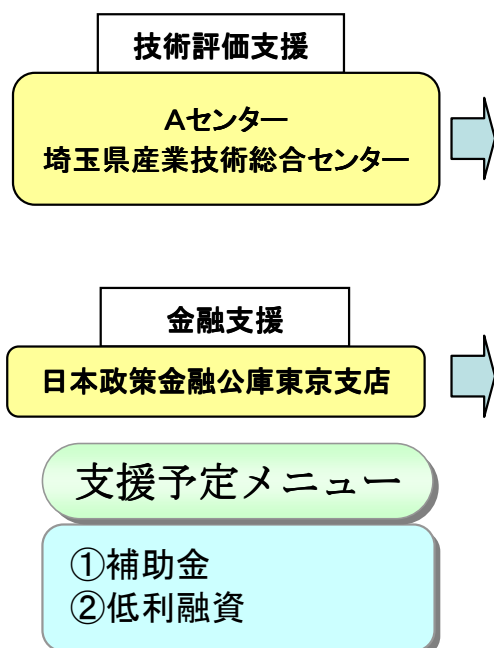 技術評価支援
Aセンター
埼玉県産業技術総合センター
金融支援
日本政策金融公庫東京支店
支援予定メニュー
①補助金
②低利融資